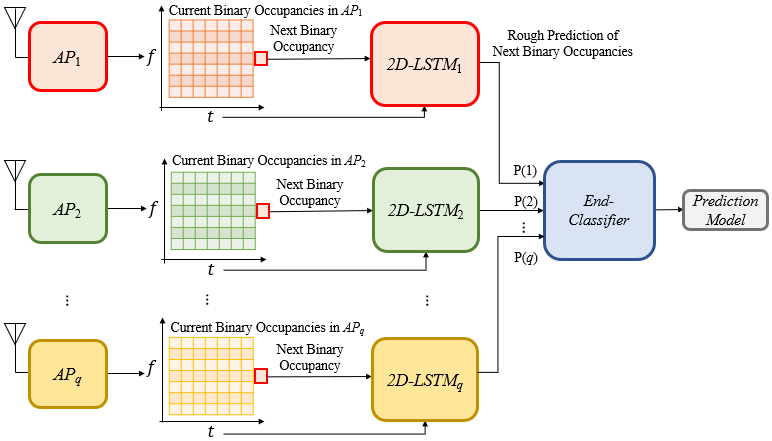 Current Binary Occupancies in AP₁
Next Binary
Occupancy
Rough Prediction of
Next Binary Occupancies
AP₁
f
2D-LSTM₁
t
Current Binary Occupancies in AP₂
Next Binary
Occupancy
AP₂
f
2D-LSTM₂
t
P(1)
P(2)
...
P(q)
End-
Classifier
Prediction
Model
...
...
...
Current Binary Occupancies in APq
Next Binary
Occupancy
APq
f
2D-LSTMq
t